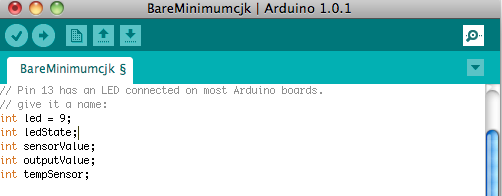 BareMinimumcjk | Arduino 1.0.1
BareMinimumcjk §
// Pin 13 has an LED connected on most Arduino boards.
// give it a name:
int led = 9;
int ledState;
int sensorValue;
int outputValue;
int tempSensor;